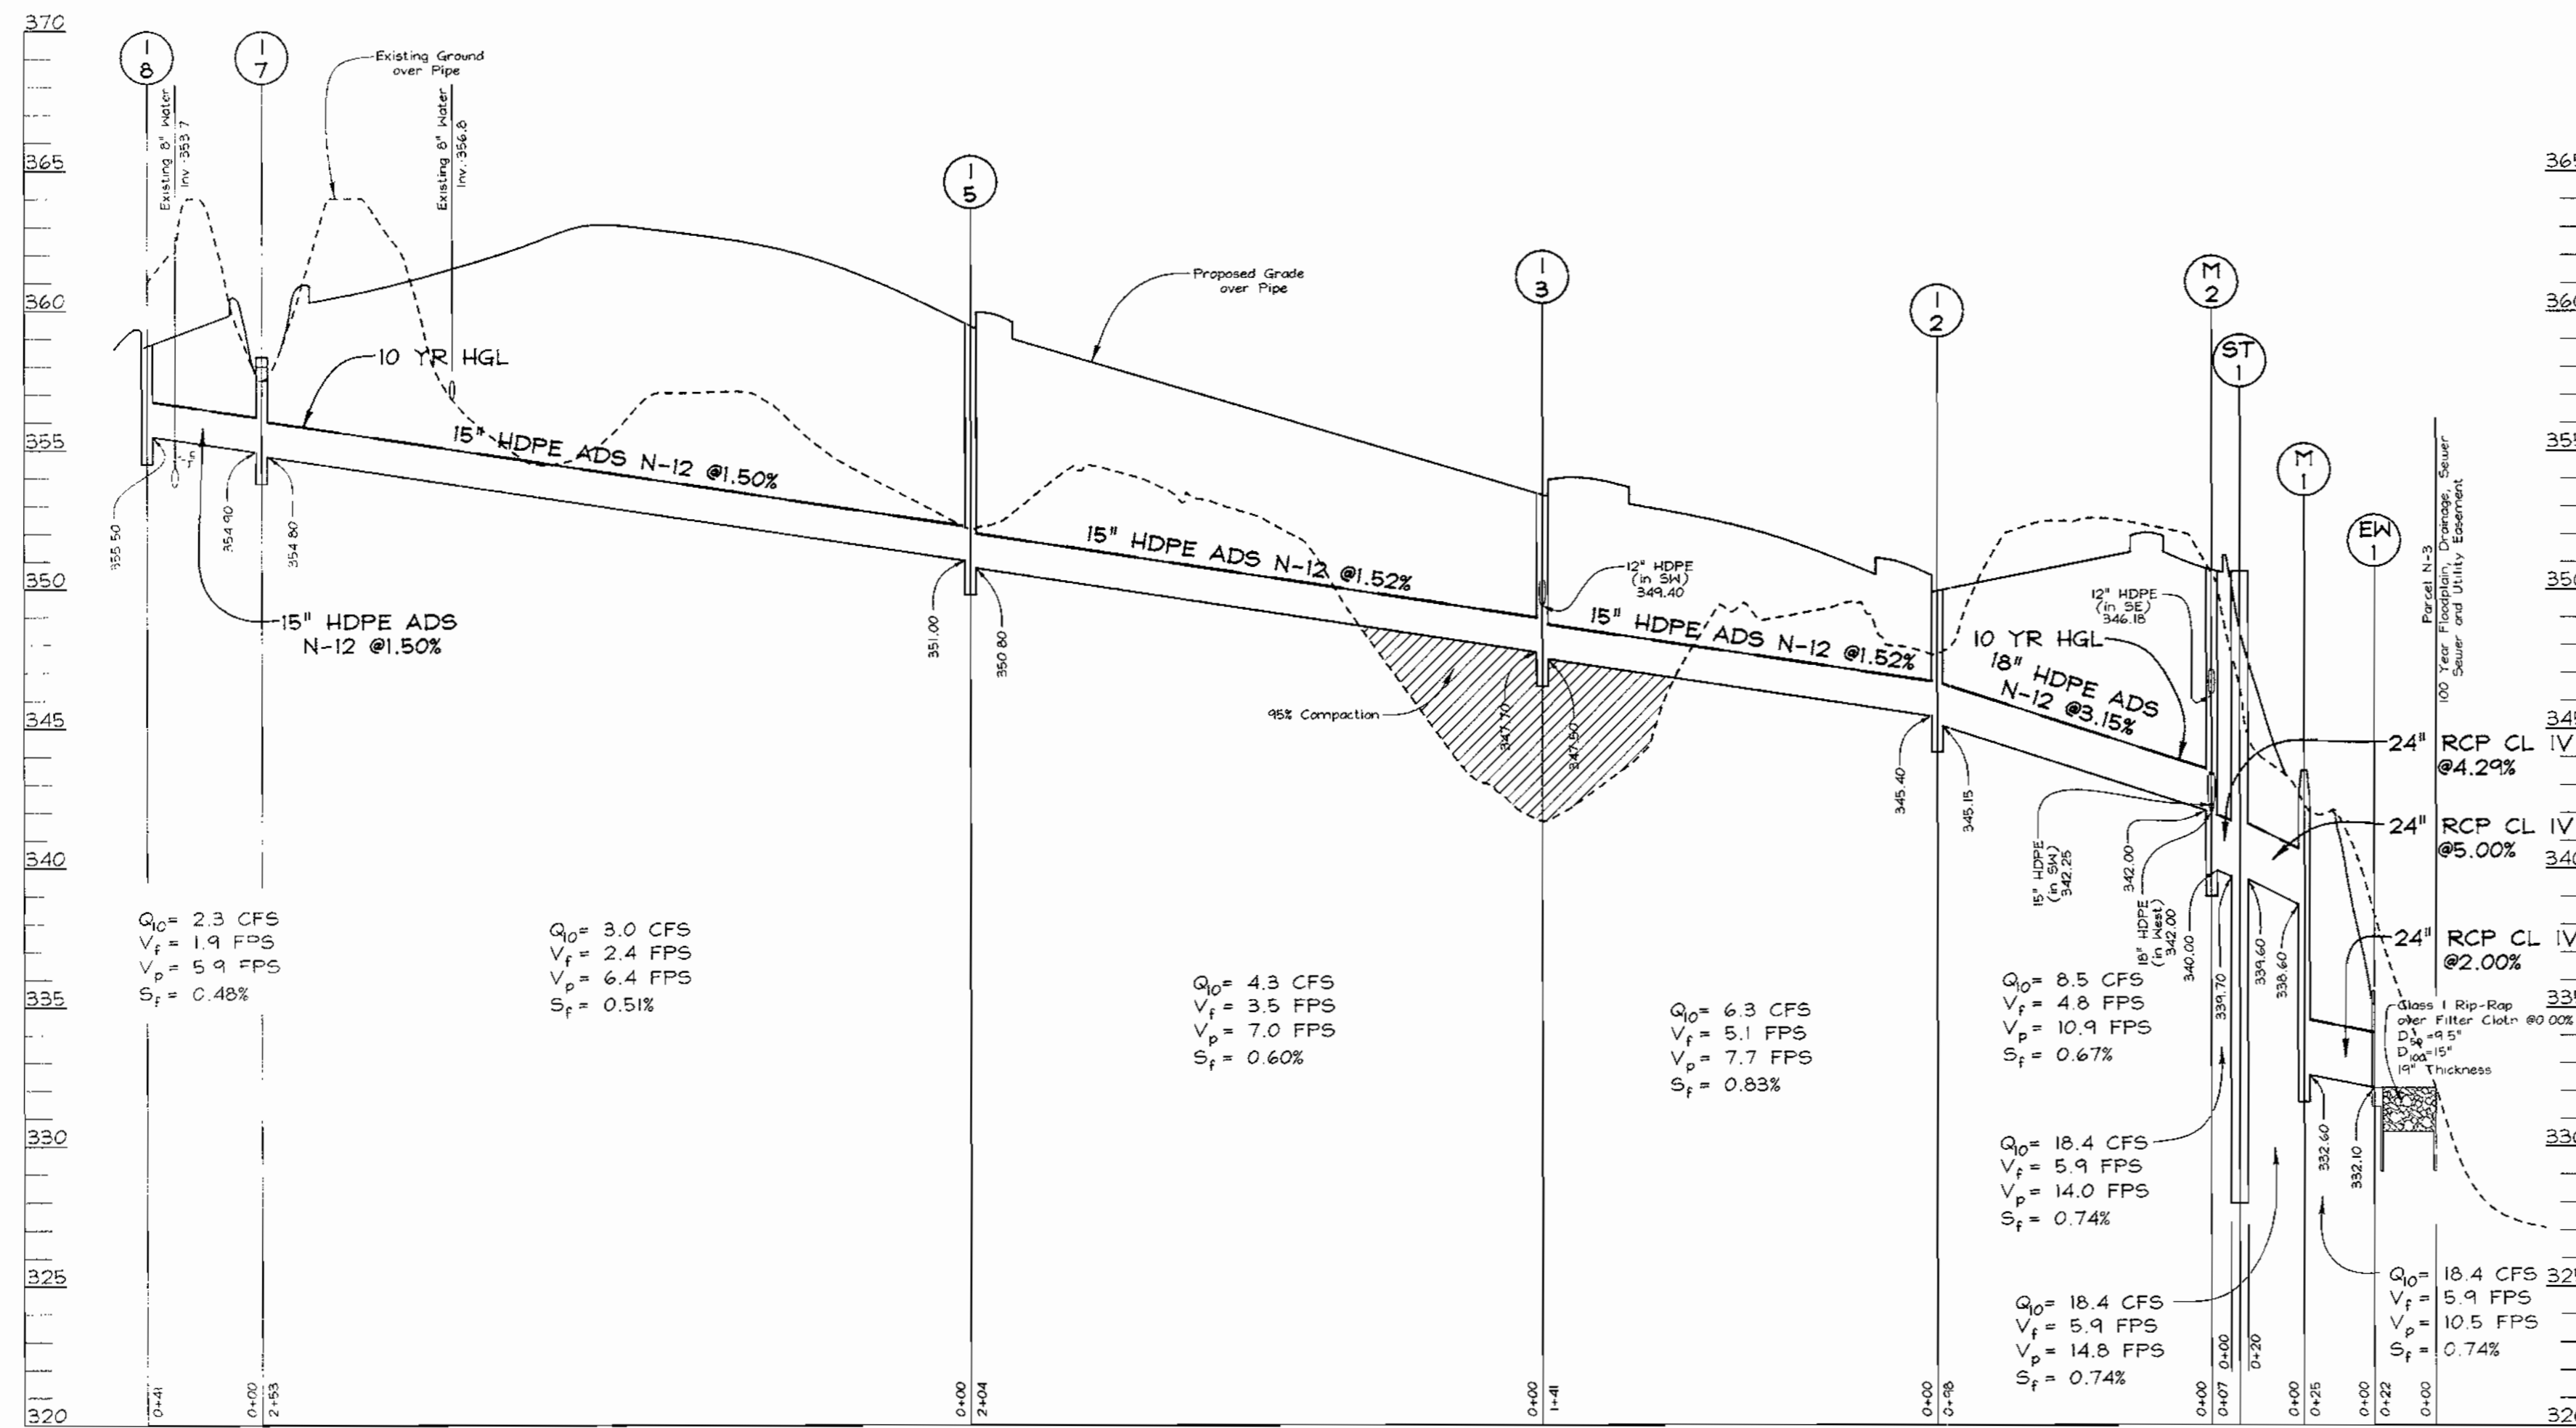 370
365
360
355
350
345
340
335
330
325
320
I
8
I
7
I
5
I
3
I
2
M
2
ST
1
M
1
EW
1
Existing 8" Water
Inv. 353.7
Existing Ground
over Pipe
Existing 8" Water
Inv. 356.8
Proposed Grade
over Pipe
10 YR HGL
15" HDPE ADS N-12 @1.50%
15" HDPE ADS N-12 @1.52%
12" HDPE
(in SW)
349.40
15" HDPE ADS N-12 @1.52%
10 YR HGL
18" HDPE ADS
N-12 @3.15%
12" HDPE
(in SE)
346.18
Parcel N-3
100 Year Floodplain, Drainage, Sewer
Sewer and Utility Easement
355.50
354.90
354.80
15" HDPE ADS
N-12 @1.50%
351.00
350.80
95% Compaction
347.70
347.50
345.40
345.15
15" HDPE
(in SW)
342.25
342.00
18" HDPE
(in West)
342.00
340.00
339.70
339.60
338.60
332.60
332.10
24" RCP CL IV
@4.29%
24" RCP CL IV
@5.00%
24" RCP CL IV
@2.00%
Class 1 Rip-Rap
over Filter Cloth @0.00%
D50=9.5"
D100=15"
19" Thickness
Q10= 2.3 CFS
Vf = 1.9 FPS
Vp = 5.9 FPS
Sf = 0.48%
Q10= 3.0 CFS
Vf = 2.4 FPS
Vp = 6.4 FPS
Sf = 0.51%
Q10= 4.3 CFS
Vf = 3.5 FPS
Vp = 7.0 FPS
Sf = 0.60%
Q10= 6.3 CFS
Vf = 5.1 FPS
Vp = 7.7 FPS
Sf = 0.83%
Q10= 8.5 CFS
Vf = 4.8 FPS
Vp = 10.9 FPS
Sf = 0.67%
Q10= 18.4 CFS
Vf = 5.9 FPS
Vp = 14.0 FPS
Sf = 0.74%
Q10= 18.4 CFS
Vf = 5.9 FPS
Vp = 14.8 FPS
Sf = 0.74%
Q10= 18.4 CFS
Vf = 5.9 FPS
Vp = 10.5 FPS
Sf = 0.74%
0+41
0+00
2+53
0+00
2+04
0+00
1+41
0+00
0+98
0+00
0+07
0+00
0+20
0+00
0+25
0+00
0+22
0+00